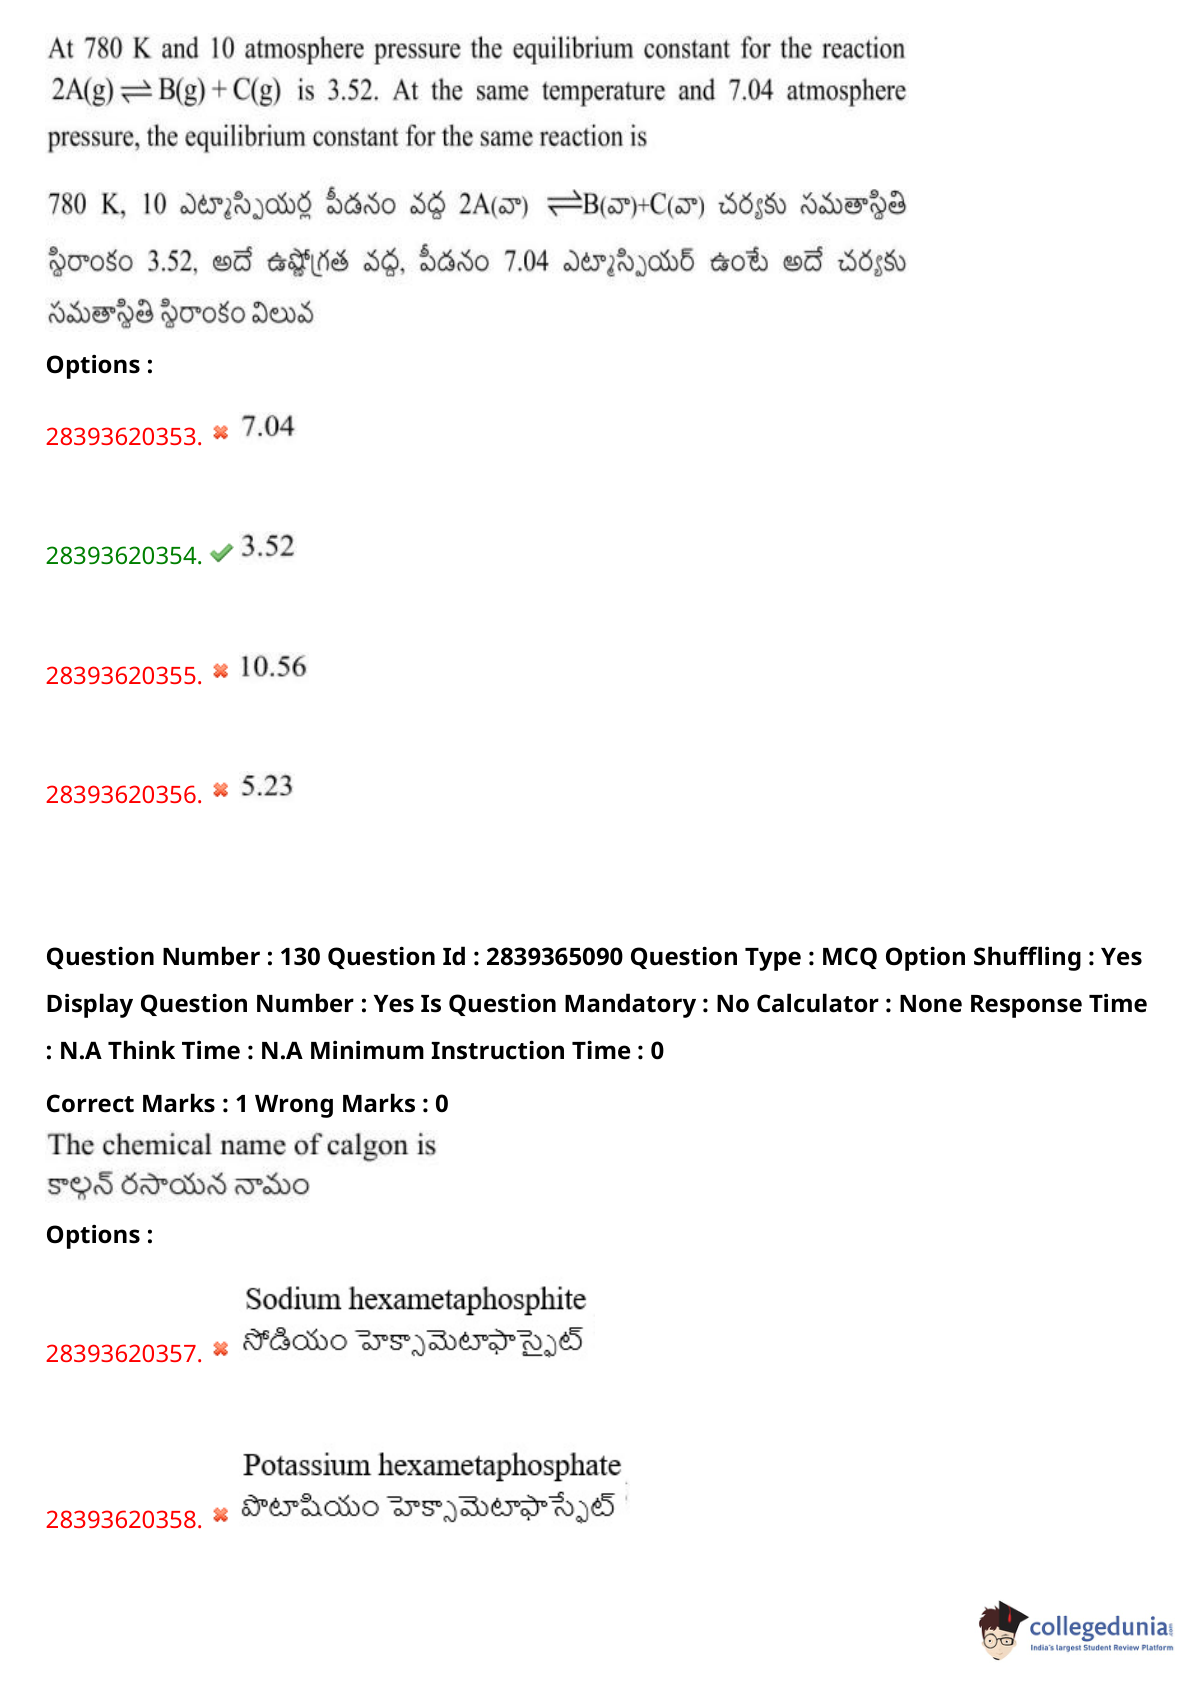 At 780 K and 10 atmosphere pressure the equilibrium constant for the reaction
2A(g) ⇌ B(g) + C(g) is 3.52. At the same temperature and 7.04 atmosphere
pressure, the equilibrium constant for the same reaction is
780 K, 10 ఎట్మాస్పియర్ల పీడనం వద్ద 2A(వా) ⇌B(వా)+C(వా) చర్యకు సమతాస్థితి
స్థిరాంకం 3.52, అదే ఉష్ణోగ్రత వద్ద, పీడనం 7.04 ఎట్మాస్పియర్ ఉంటే అదే చర్యకు
సమతాస్థితి స్థిరాంకం విలువ
Options :
28393620353. 7.04
28393620354. 3.52
28393620355. 10.56
28393620356. 5.23
Question Number : 130 Question Id : 2839365090 Question Type : MCQ Option Shuffling : Yes
Display Question Number : Yes Is Question Mandatory : No Calculator : None Response Time
: N.A Think Time : N.A Minimum Instruction Time : 0
Correct Marks : 1 Wrong Marks : 0
The chemical name of calgon is
కాల్గన్ రసాయన నామం
Options :
Sodium hexametaphosphite
28393620357. సోడియం హెక్సామెటాఫాస్ఫైట్
Potassium hexametaphosphate
28393620358. పొటాషియం హెక్సామెటాఫాస్ఫేట్
collegedunia.com
India's largest Student Review Platform